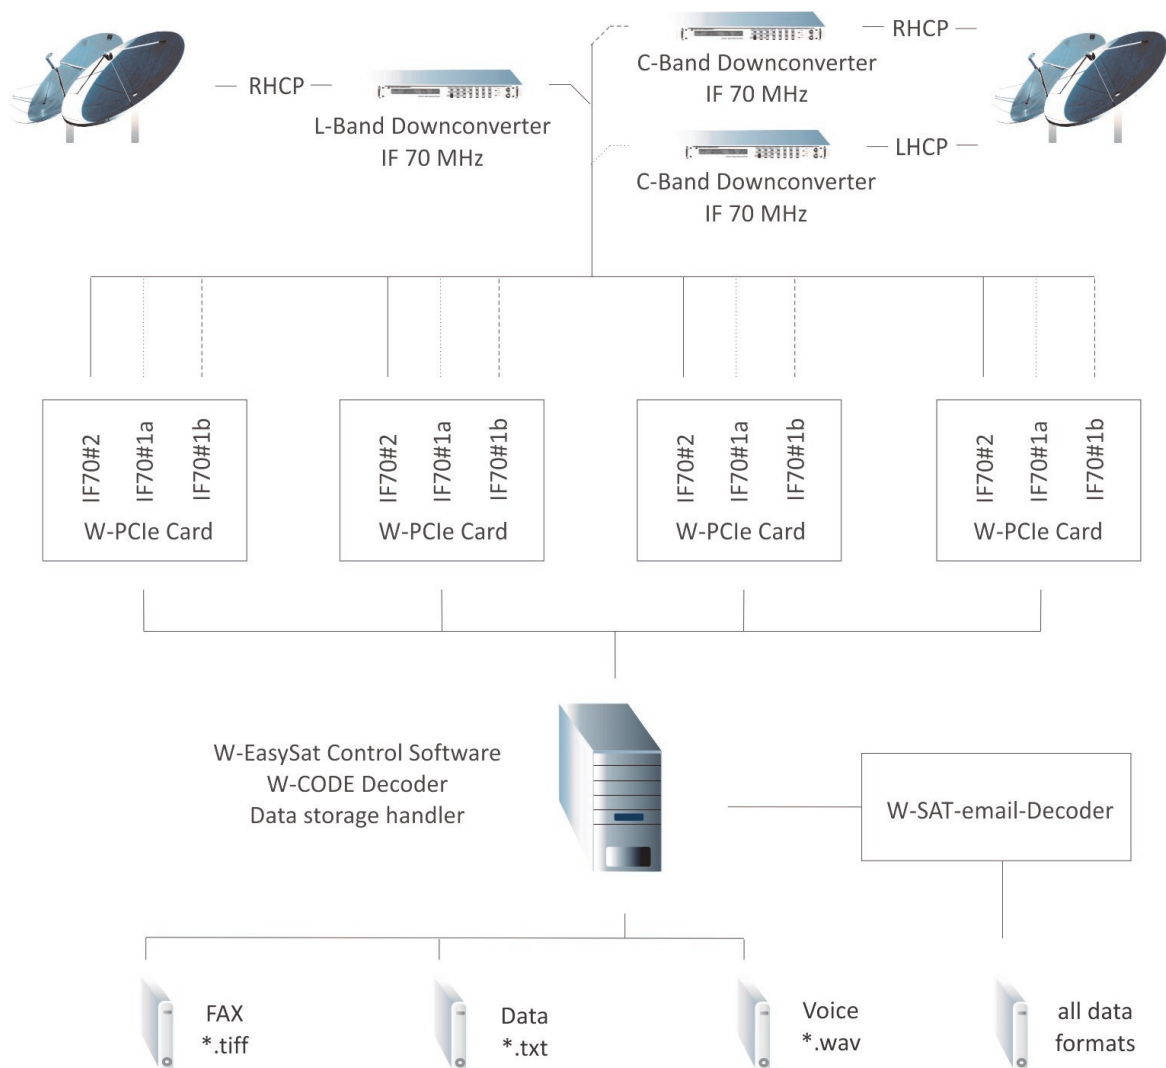 RHCP
L-Band Downconverter
IF 70 MHz
C-Band Downconverter
IF 70 MHz
RHCP
C-Band Downconverter
IF 70 MHz
LHCP
IF70#2
IF70#1a
IF70#1b
W-PCIe Card
IF70#2
IF70#1a
IF70#1b
W-PCIe Card
IF70#2
IF70#1a
IF70#1b
W-PCIe Card
IF70#2
IF70#1a
IF70#1b
W-PCIe Card
W-EasySat Control Software
W-CODE Decoder
Data storage handler
W-SAT-email-Decoder
FAX
*.tiff
Data
*.txt
Voice
*.wav
all data
formats